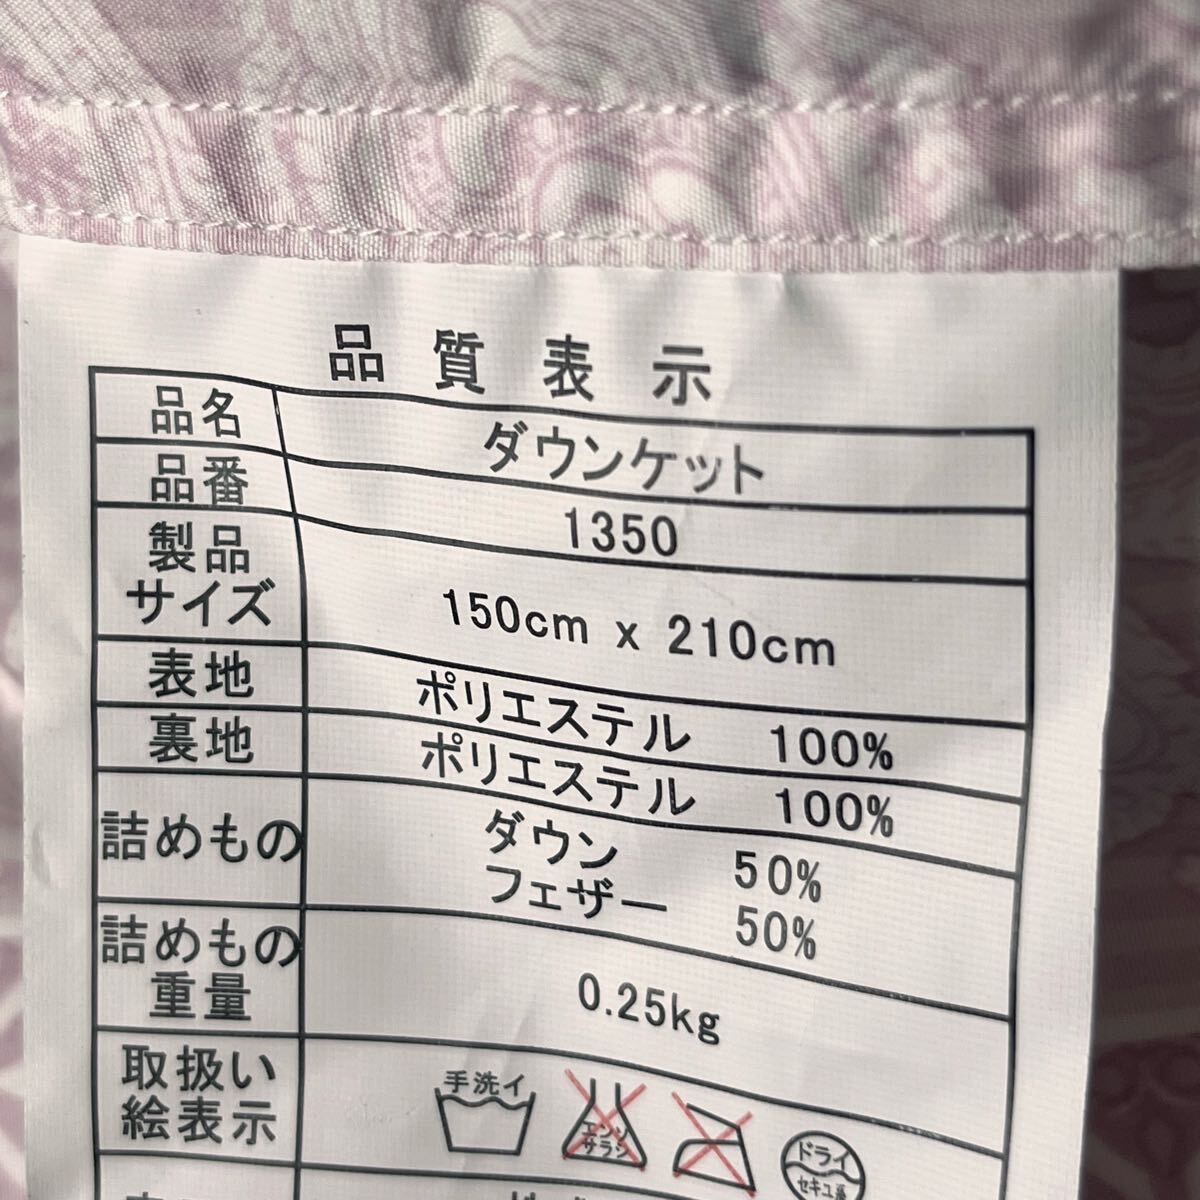 品質表示
品名 ダウンケット
品番 1350
製品サイズ 150cm x 210cm
表地 ポリエステル 100%
裏地 ポリエステル 100%
詰めもの ダウン 50%
フェザー 50%
詰めもの重量 0.25kg
取扱い絵表示
手洗イ
エンソ
サラシ
ドライ
セキユ系